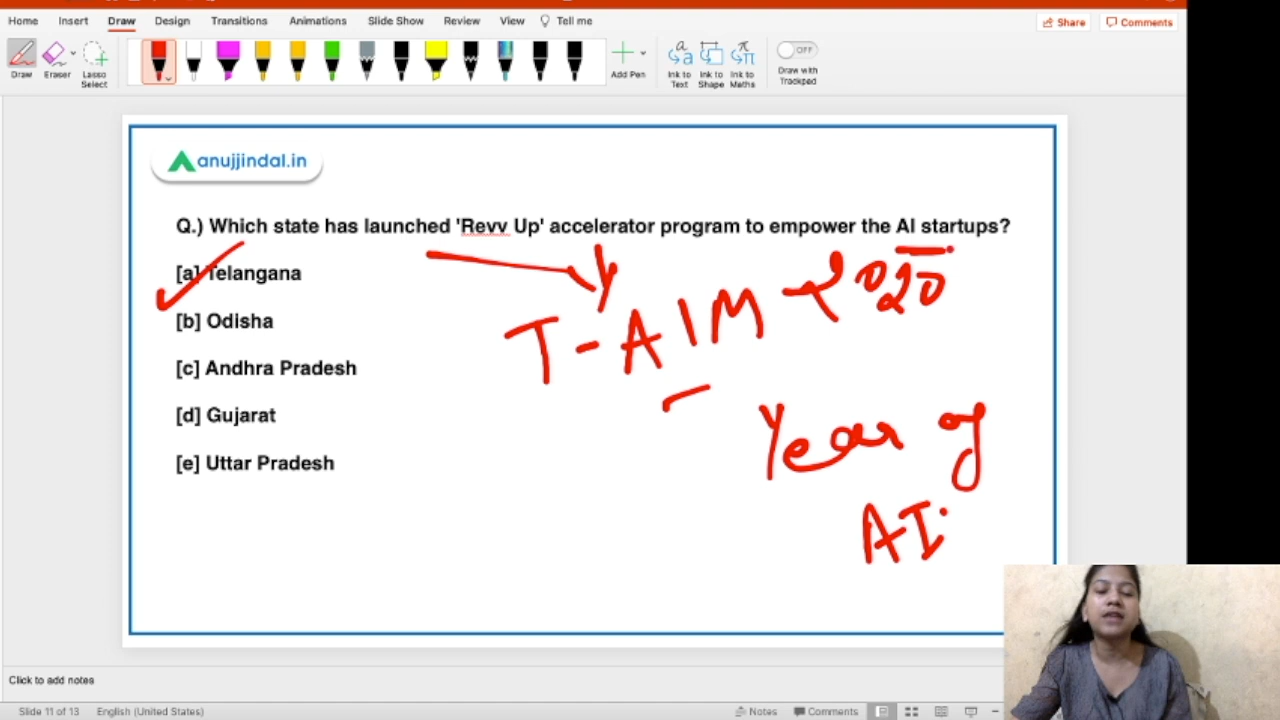 Home Insert Draw Design Transitions Animations Slide Show Review View Tell me Share Comments
Draw Eraser Lasso Select Add Pen Ink to Text Ink to Shape Ink to Maths OFF Draw with Trackpad
anujjindal.in
Q.) Which state has launched 'Revv Up' accelerator program to empower the AI startups?
[a] Telangana
[b] Odisha
[c] Andhra Pradesh
[d] Gujarat
[e] Uttar Pradesh
T-AIM 2020
Year of
AI
Click to add notes
Slide 11 of 13 English (United States) Notes Comments